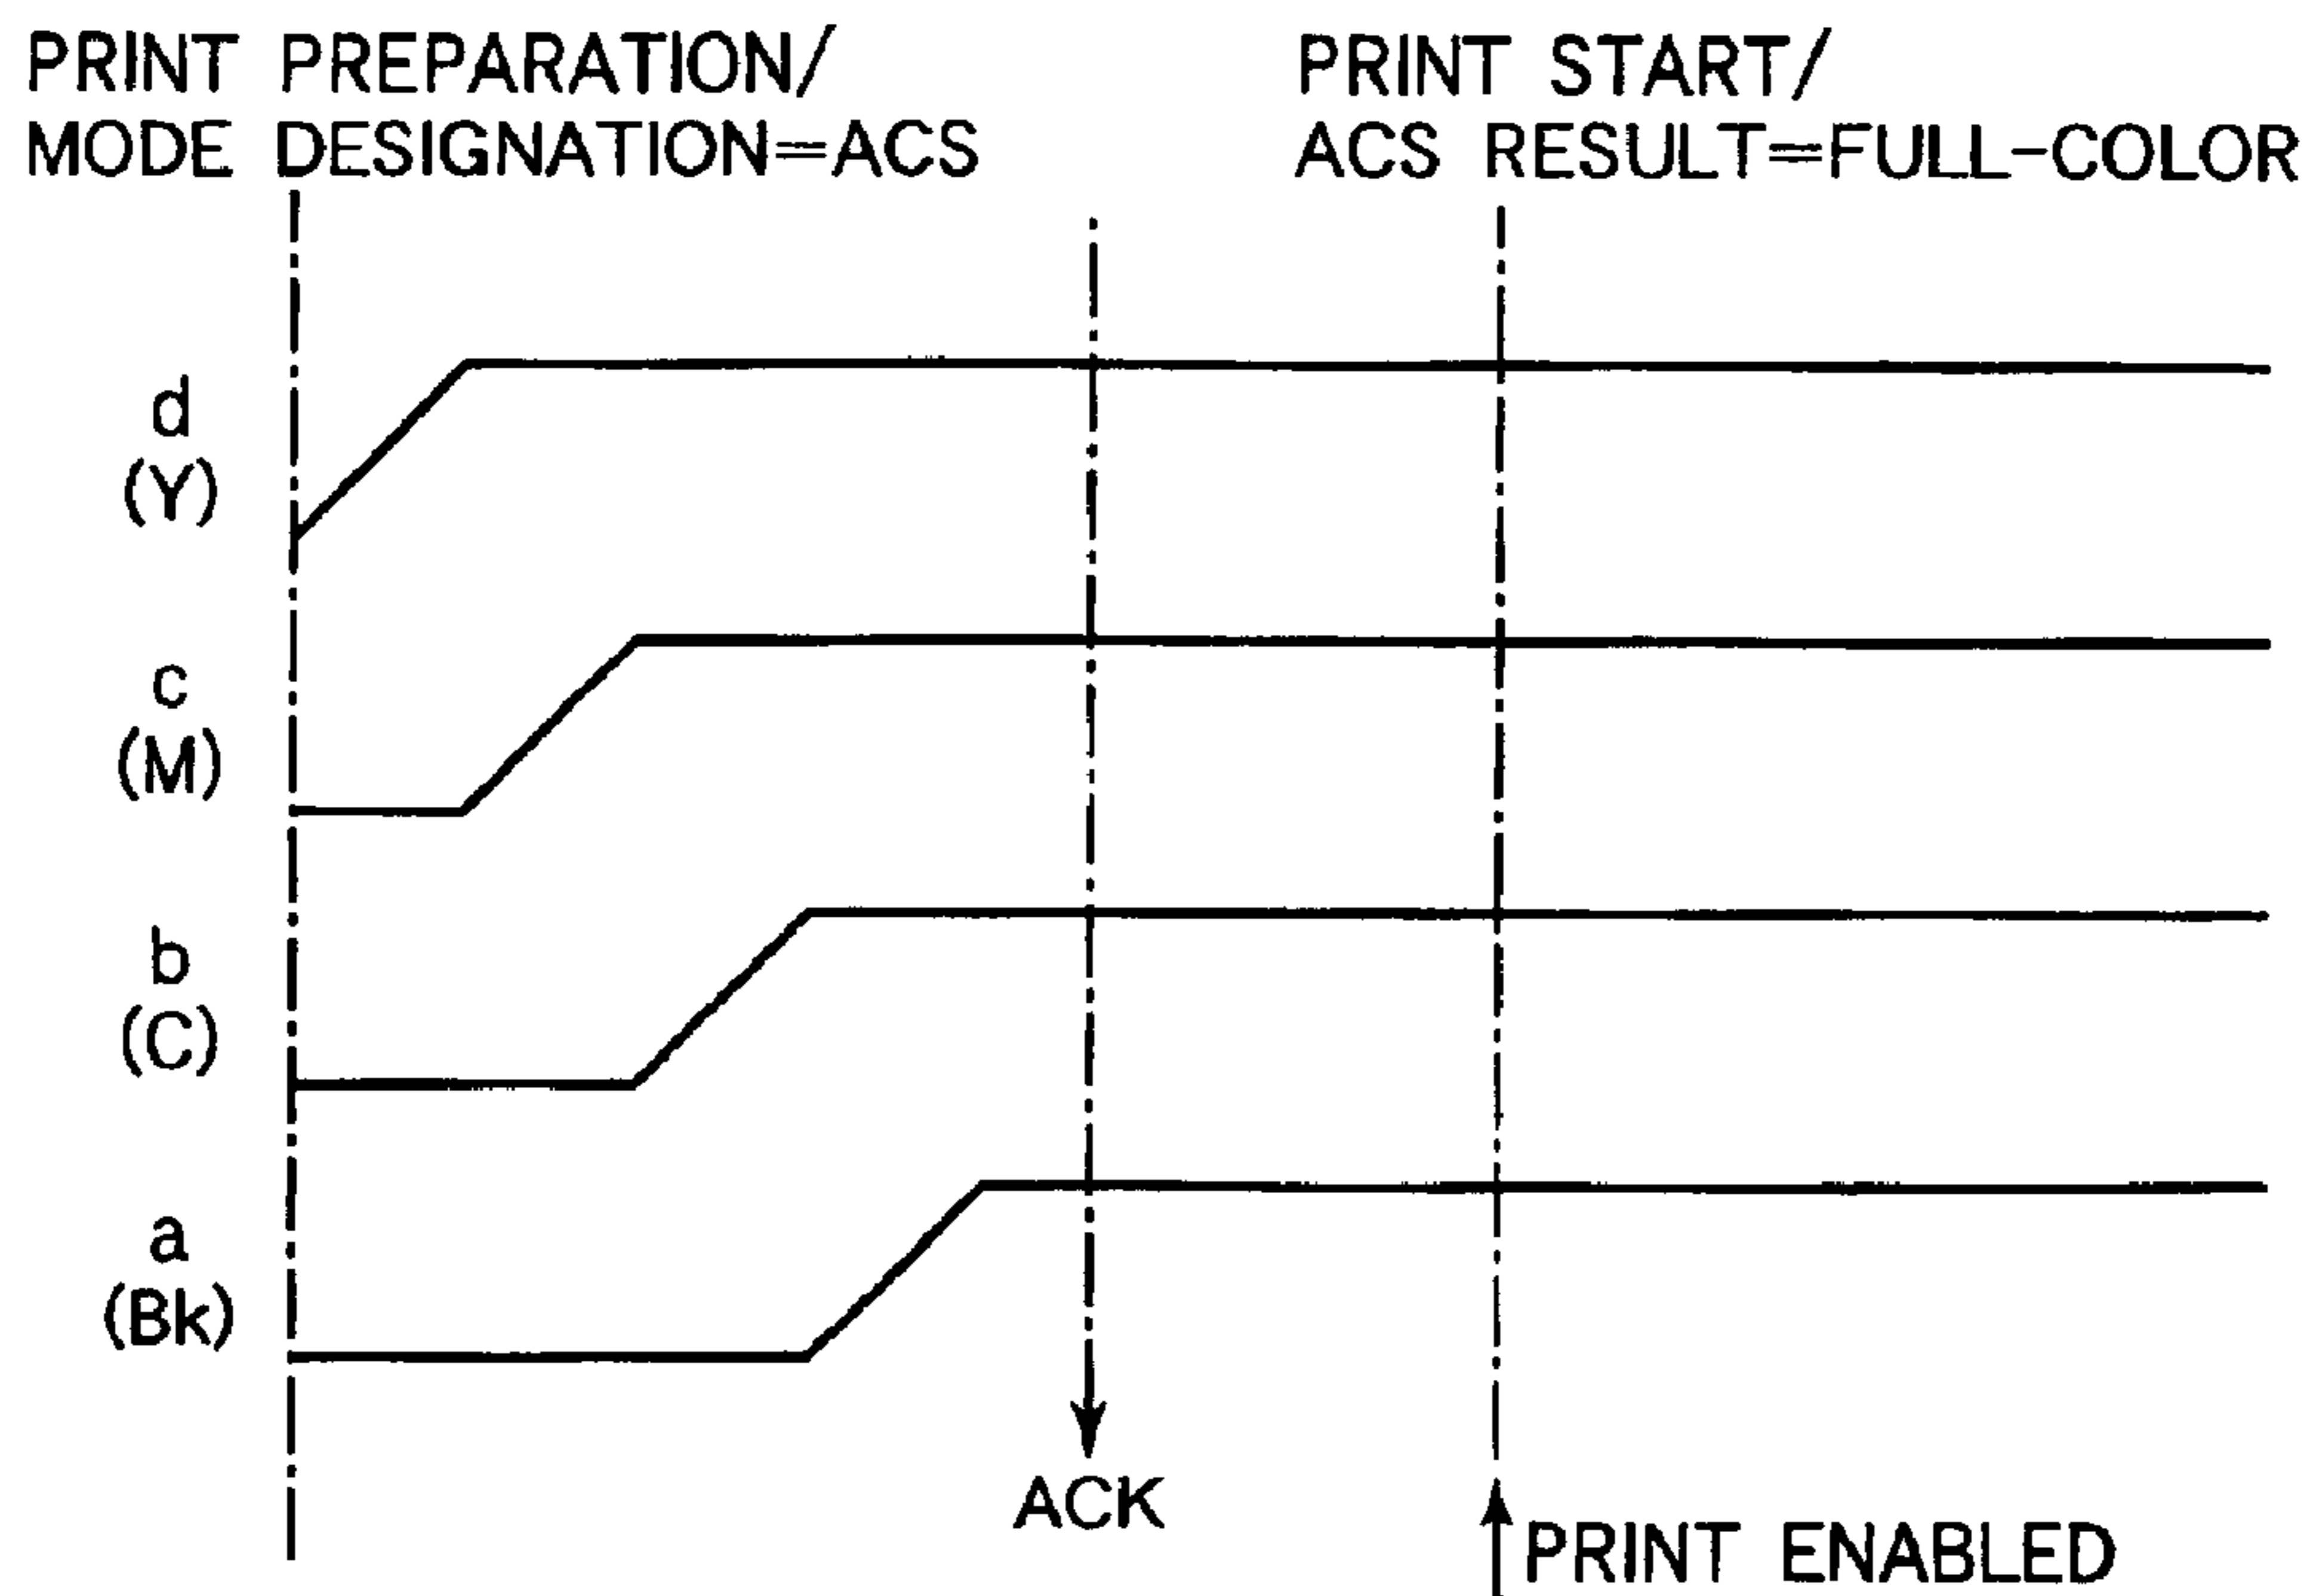 PRINT PREPARATION/
MODE DESIGNATION=ACS
PRINT START/
ACS RESULT=FULL-COLOR
d
(Y)
c
(M)
b
(C)
a
(Bk)
ACK
PRINT ENABLED